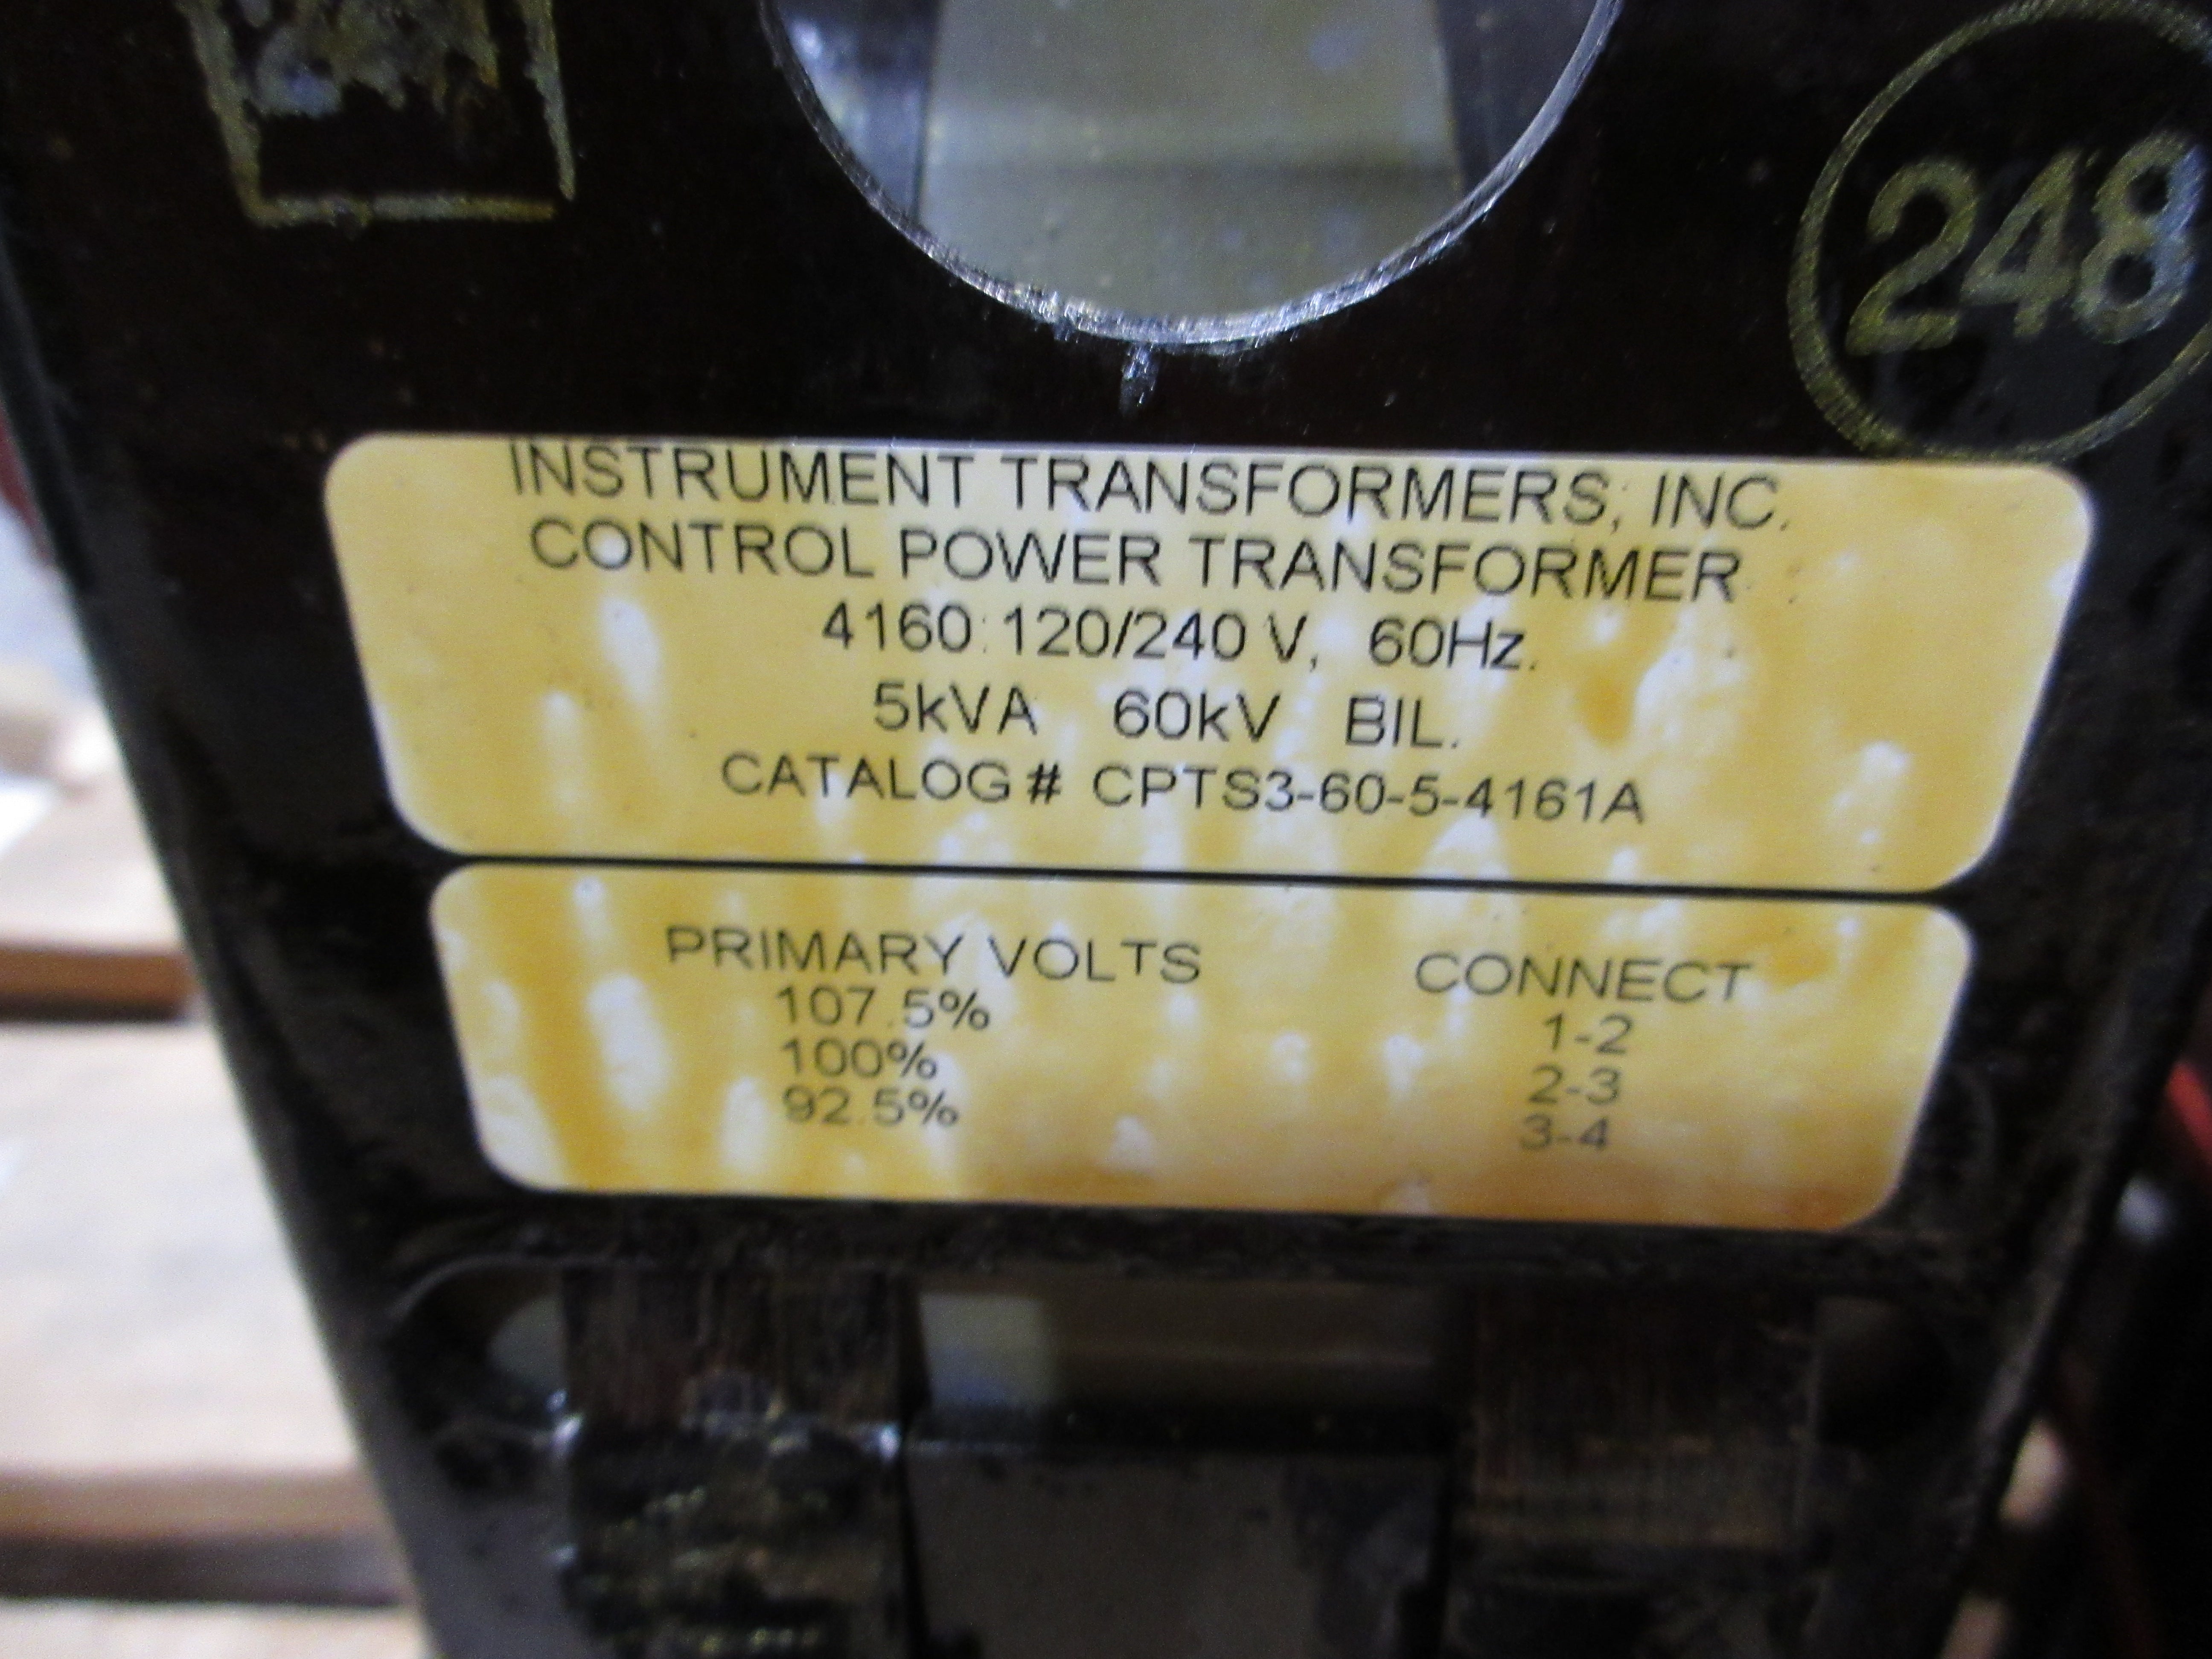 248
INSTRUMENT TRANSFORMERS, INC.
CONTROL POWER TRANSFORMER
4160:120/240 V, 60Hz.
5kVA 60kV BIL.
CATALOG# CPTS3-60-5-4161A
PRIMARY VOLTS CONNECT
107.5% 1-2
100% 2-3
92.5% 3-4